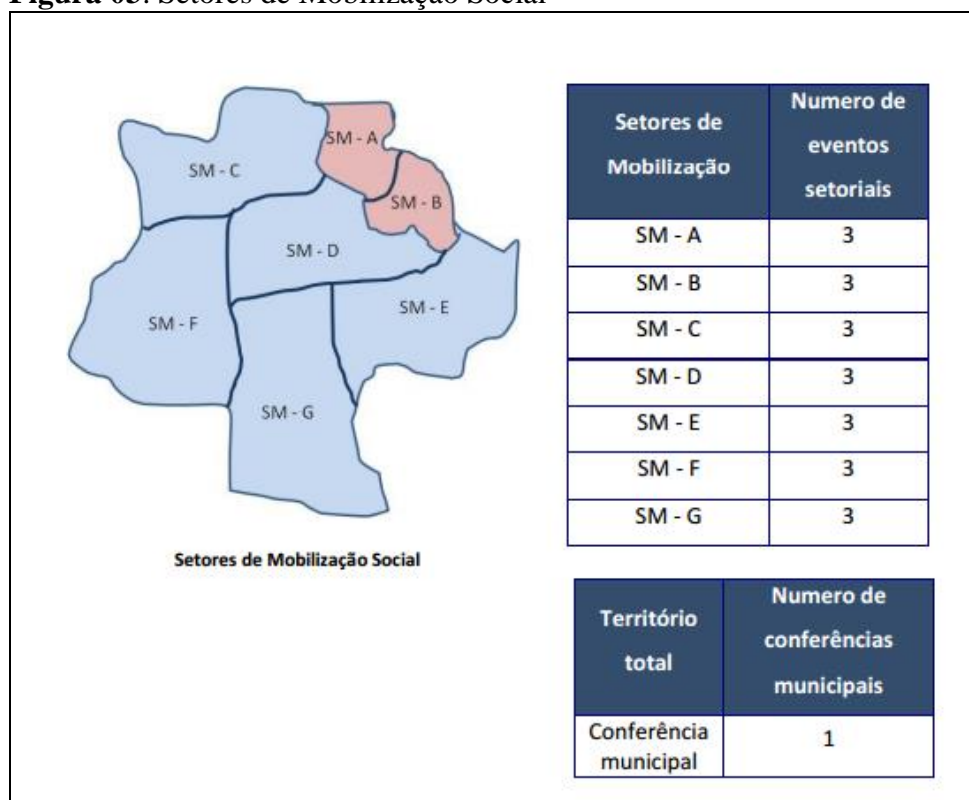 Figura 03. Setores de Mobilização Social
SM - A
SM - C
SM - B
SM - D
SM - E
SM - F
SM - G
Setores de Mobilização Social
Setores de
Mobilização
Numero de
eventos
setoriais
SM - A 3
SM - B 3
SM - C 3
SM - D 3
SM - E 3
SM - F 3
SM - G 3
Território
total
Numero de
conferências
municipais
Conferência
municipal
1